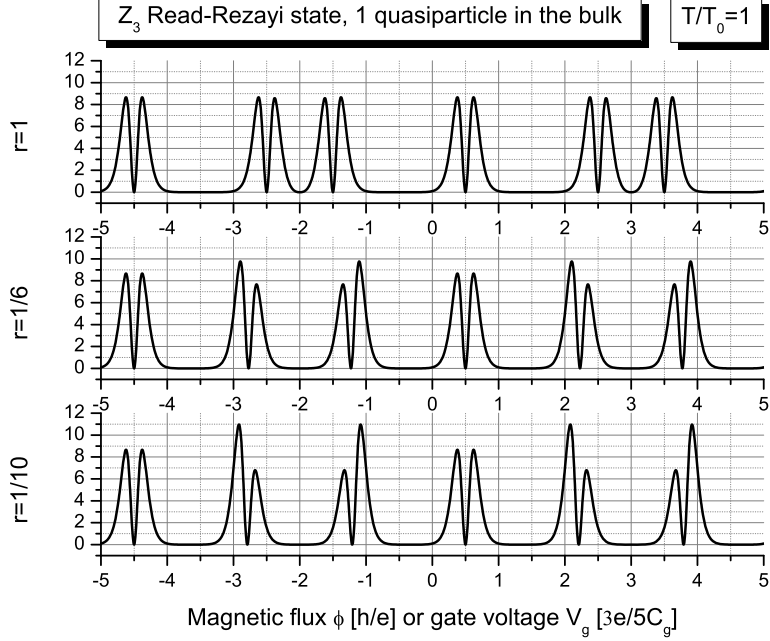 Z3 Read-Rezayi state, 1 quasiparticle in the bulk
T/T0=1
r=1
12
10
8
6
4
2
0
-5 -4 -3 -2 -1 0 1 2 3 4 5
r=1/6
12
10
8
6
4
2
0
-5 -4 -3 -2 -1 0 1 2 3 4 5
r=1/10
12
10
8
6
4
2
0
-5 -4 -3 -2 -1 0 1 2 3 4 5
Magnetic flux ϕ [h/e] or gate voltage Vg [3e/5Cg]